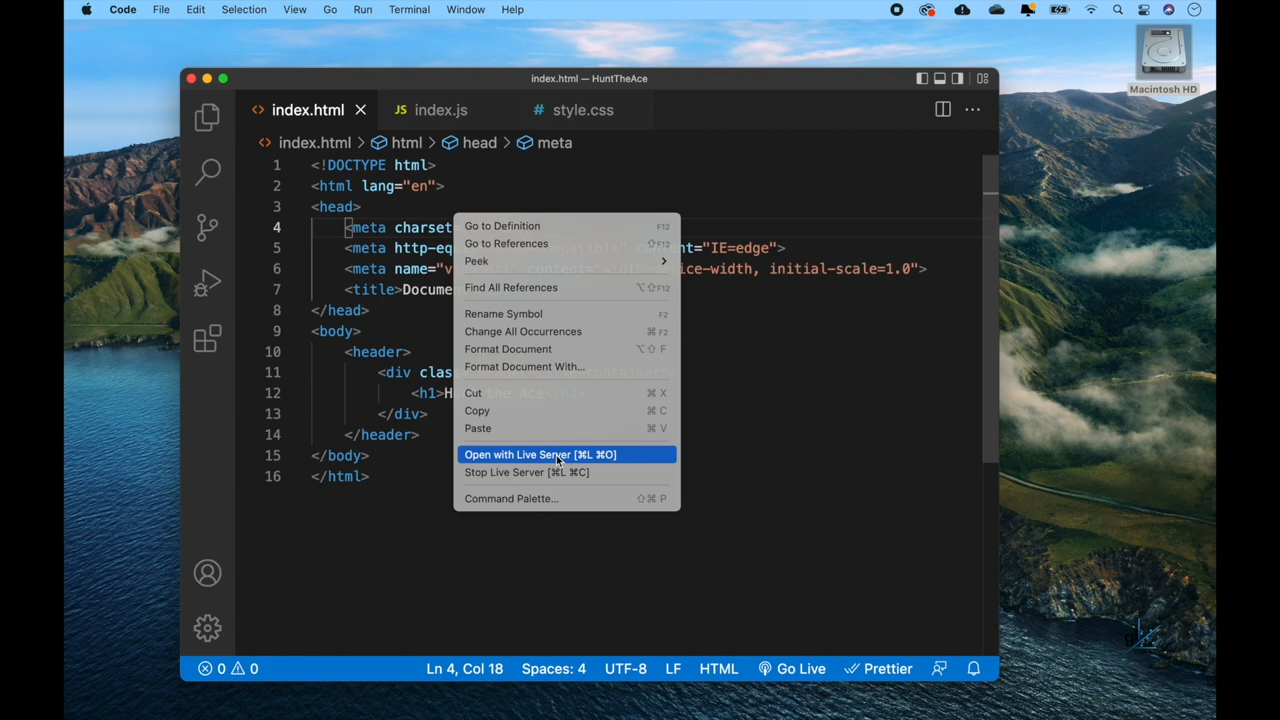 Code File Edit Selection View Go Run Terminal Window Help
Macintosh HD
index.html — HuntTheAce
index.html JS index.js # style.css
index.html > html > head > meta
1 <!DOCTYPE html>
2 <html lang="en">
3 <head>
4 <meta charset
5 <meta http-eq content="IE=edge">
6 <meta name="v initial-scale=1.0">
7 <title>Docume
8 </head>
9 <body>
10 <header>
11 <div clas
12 <h1>H
13 </div>
14 </header>
15 </body>
16 </html>
Go to Definition F12
Go to References ⇧F12
Peek >
Find All References ⌥⇧F12
Rename Symbol F2
Change All Occurrences ⌘F2
Format Document ⌥⇧F
Format Document With...
Cut ⌘X
Copy ⌘C
Paste ⌘V
Open with Live Server [⌘L ⌘O]
Stop Live Server [⌘L ⌘C]
Command Palette... ⇧⌘P
0 0 Ln 4, Col 18 Spaces: 4 UTF-8 LF HTML Go Live Prettier